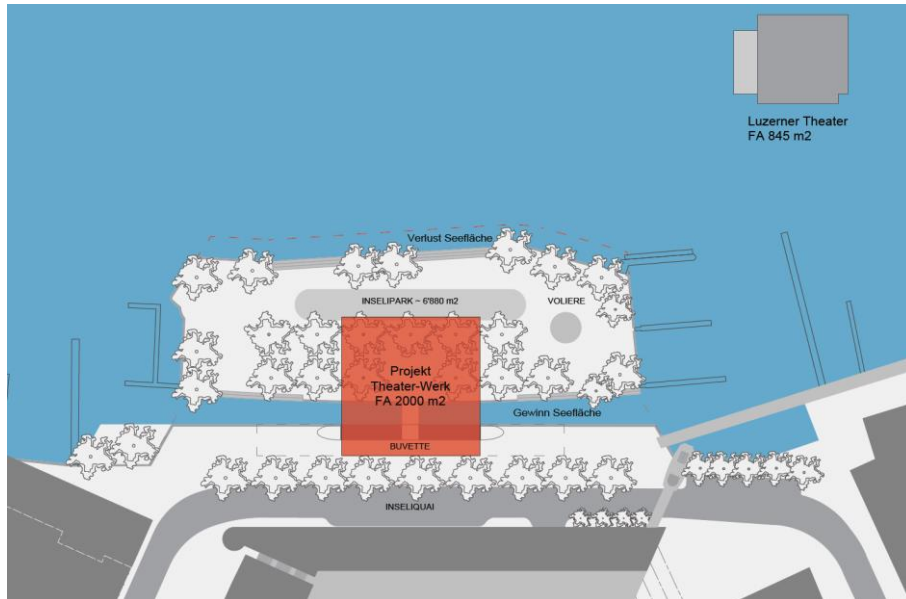 Luzerner Theater
FA 845 m2
Verlust Seefläche
INSELIPARK ~ 6'880 m2
VOLIERE
Projekt
Theater-Werk
FA 2000 m2
Gewinn Seefläche
BUVETTE
INSELIQUAI